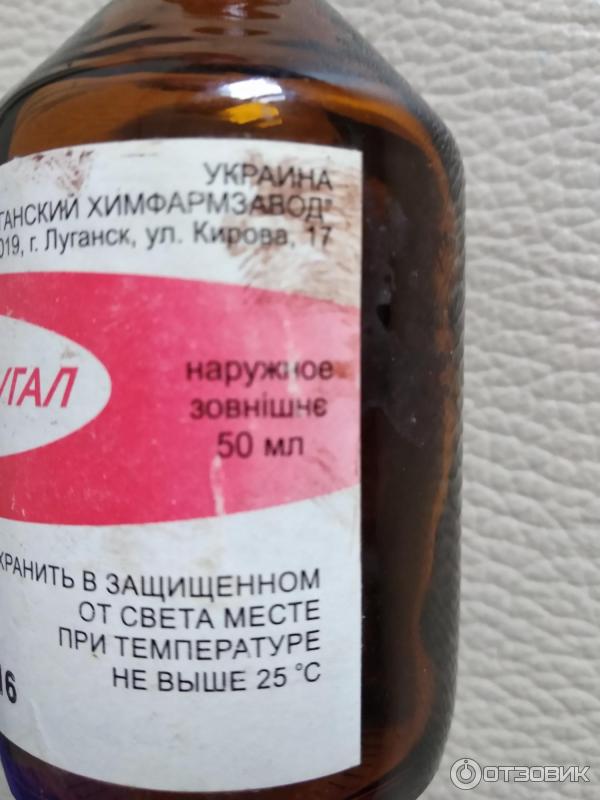 УКРАИНА
ГАНСКИЙ ХИМФАРМЗАВОД"
019, г. Луганск, ул. Кирова, 17
УГАЛ
наружное
зовнішнє
50 мл
ХРАНИТЬ В ЗАЩИЩЕННОМ
ОТ СВЕТА МЕСТЕ
ПРИ ТЕМПЕРАТУРЕ
НЕ ВЫШЕ 25 °С
16
ОТЗОВИК